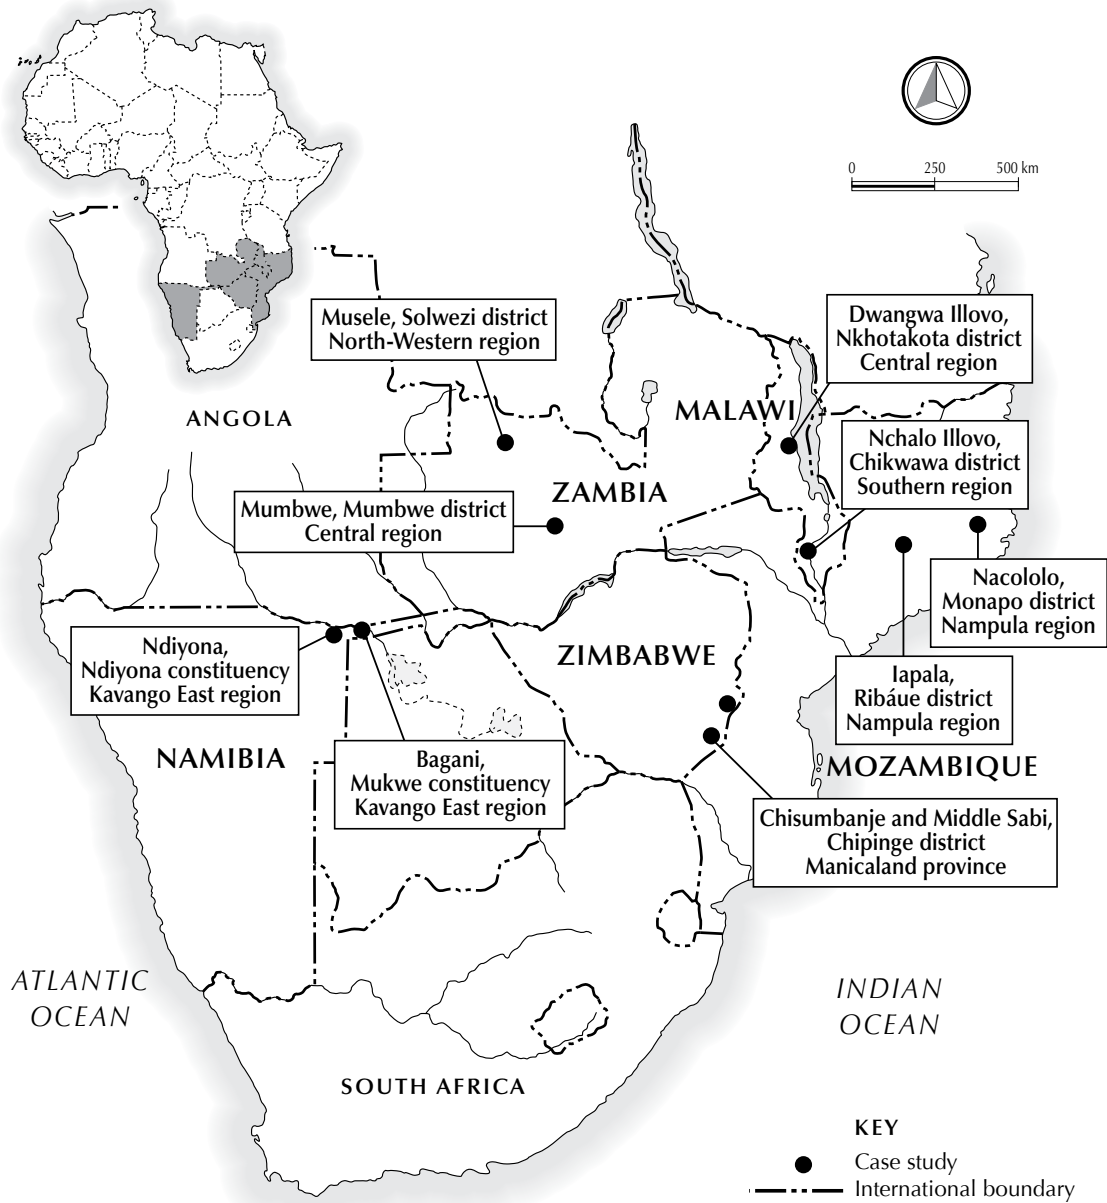 0 250 500 km
Musele, Solwezi district
North-Western region
Dwangwa Illovo,
Nkhotakota district
Central region
ANGOLA
MALAWI
Nchalo Illovo,
Chikwawa district
Southern region
ZAMBIA
Mumbwe, Mumbwe district
Central region
Nacololo,
Monapo district
Nampula region
Ndiyona,
Ndiyona constituency
Kavango East region
ZIMBABWE
Iapala,
Ribáue district
Nampula region
NAMIBIA
Bagani,
Mukwe constituency
Kavango East region
MOZAMBIQUE
Chisumbanje and Middle Sabi,
Chipinge district
Manicaland province
ATLANTIC
OCEAN
INDIAN
OCEAN
SOUTH AFRICA
KEY
Case study
International boundary